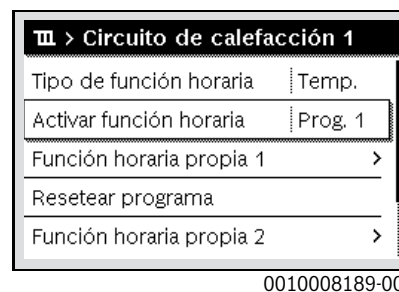 > Circuito de calefacción 1
Tipo de función horaria Temp.
Activar función horaria Prog. 1
Función horaria propia 1 >
Resetear programa
Función horaria propia 2 >
0010008189-00